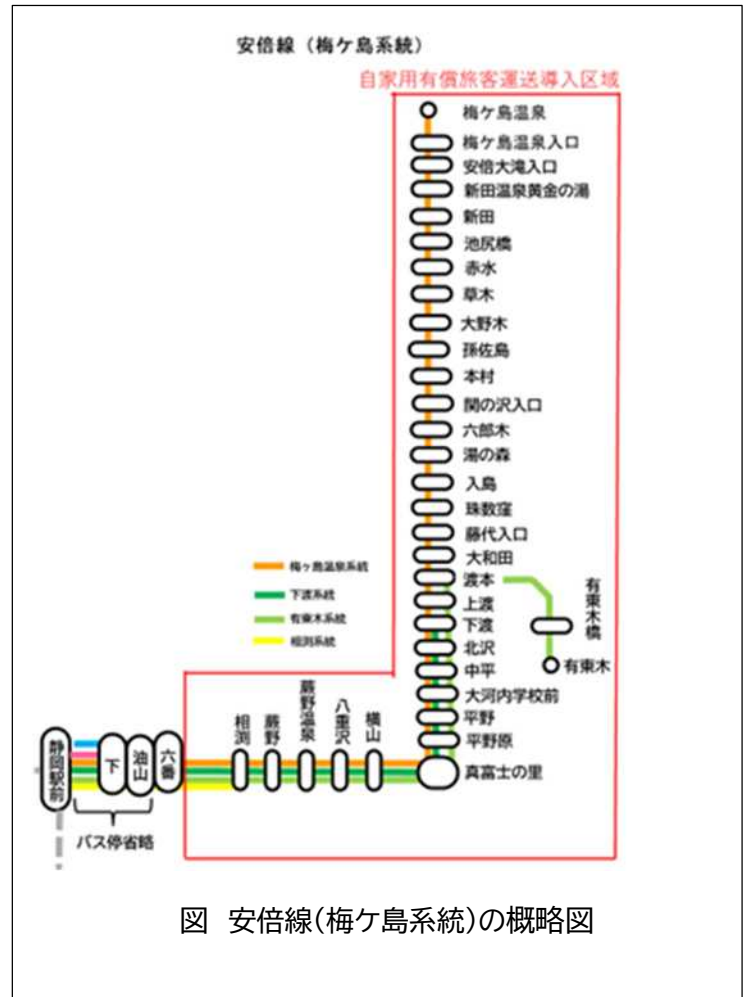 安倍線（梅ケ島系統）
自家用有償旅客運送導入区域
梅ケ島温泉
梅ケ島温泉入口
安倍大滝入口
新田温泉黄金の湯
新田
池尻橋
赤水
草木
大野木
孫佐島
本村
関の沢入口
六郎木
湯の森
入島
珠数窪
藤代入口
大和田
渡本
上渡
下渡
北沢
中平
大河内学校前
平野
平野原
真富士の里
有東木橋
有東木
梅ヶ島温泉系統
下渡系統
有東木系統
相渕系統
静岡駅前
下
油山
六番
相渕
蕨野
蕨野温泉
八重沢
横山
バス停省略
図　安倍線(梅ケ島系統)の概略図